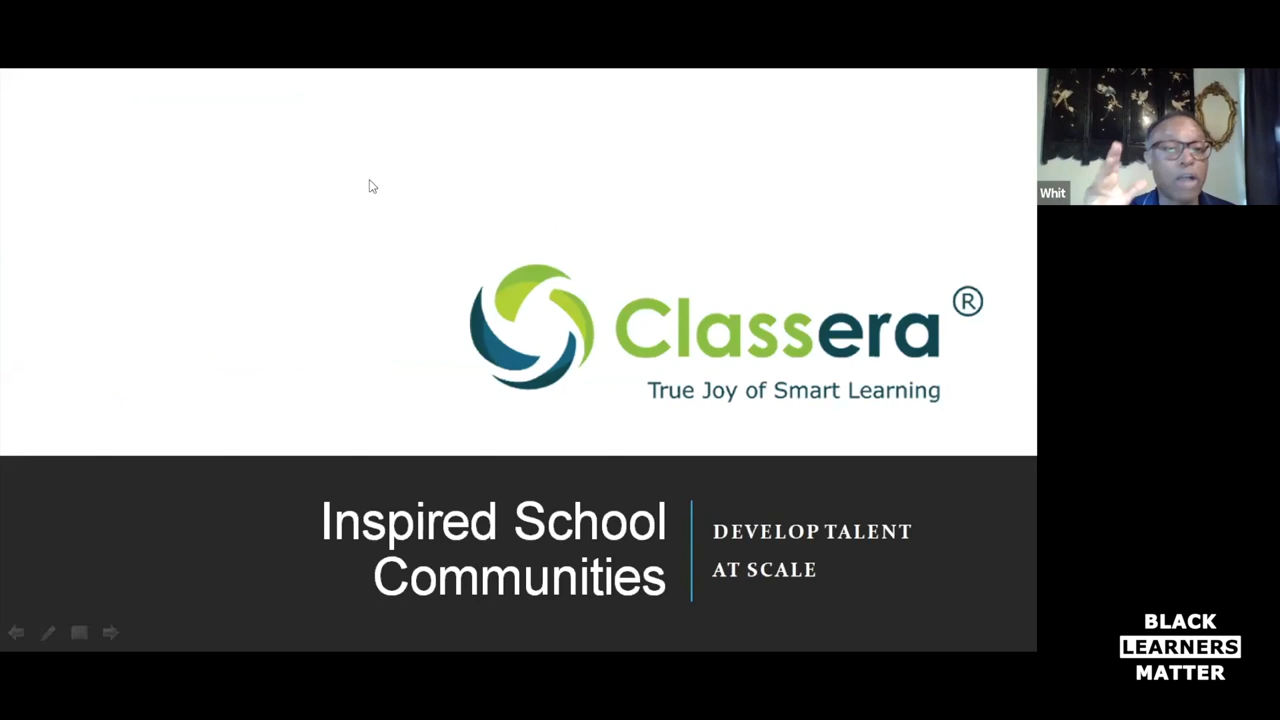 Whit
Classera ®
True Joy of Smart Learning
Inspired School
Communities
DEVELOP TALENT
AT SCALE
BLACK
LEARNERS
MATTER